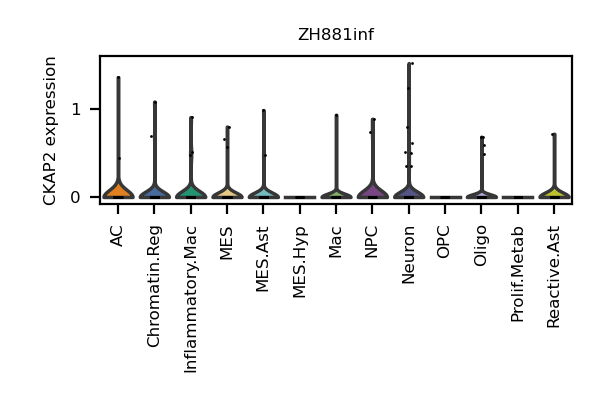 ZH881inf
CKAP2 expression
1
0
AC
Chromatin.Reg
Inflammatory.Mac
MES
MES.Ast
MES.Hyp
Mac
NPC
Neuron
OPC
Oligo
Prolif.Metab
Reactive.Ast